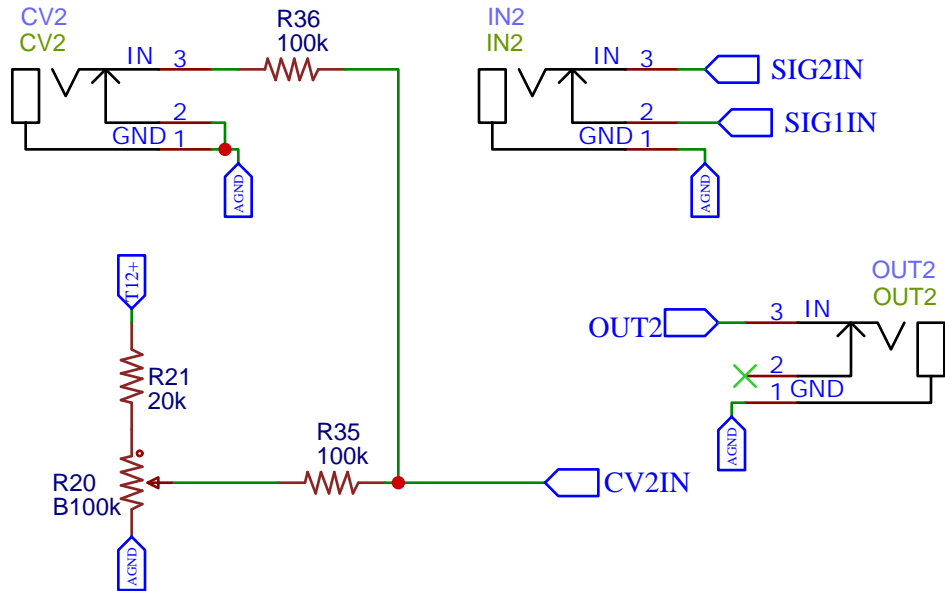 CV2
CV2
IN 3
2
GND 1
AGND
R36
100k
IN2
IN2
IN 3
2
GND 1
SIG2IN
SIG1IN
AGND
T12+
R21
20k
R20
B100k
AGND
R35
100k
CV2IN
OUT2
OUT2
OUT2
3 IN
2
1 GND
AGND